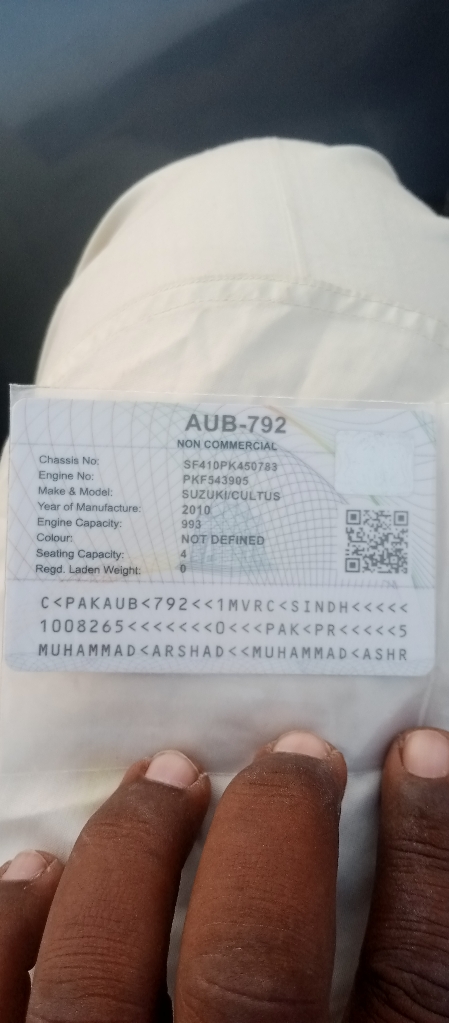 AUB-792
NON COMMERCIAL
Chassis No: SF410PK450783
Engine No: PKF543905
Make & Model: SUZUKI/CULTUS
Year of Manufacture: 2010
Engine Capacity: 993
Colour: NOT DEFINED
Seating Capacity: 4
Regd. Laden Weight: 0
C<PAKAUB<792<<1MVRC<SINDH<<<<<
1008265<<<<<<<0<<<PAK<PR<<<<<5
MUHAMMAD<ARSHAD<<MUHAMMAD<ASHR